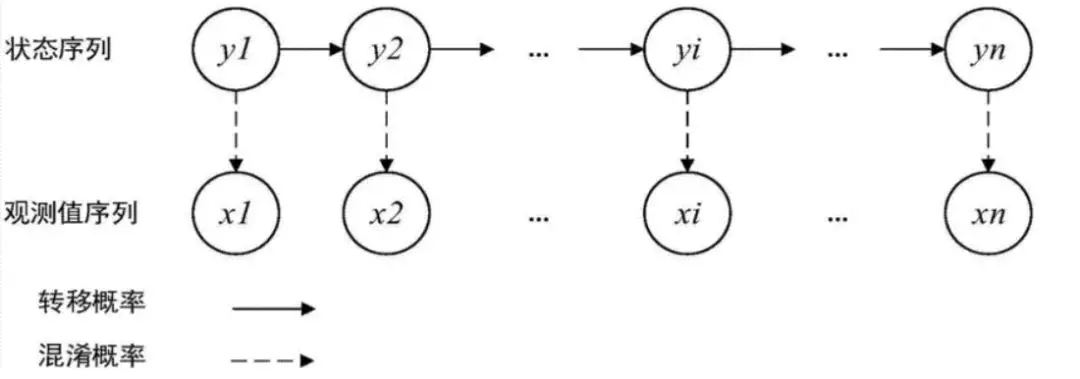 状态序列 y1 y2 ... yi ... yn
观测值序列 x1 x2 ... xi ... xn
转移概率
混淆概率